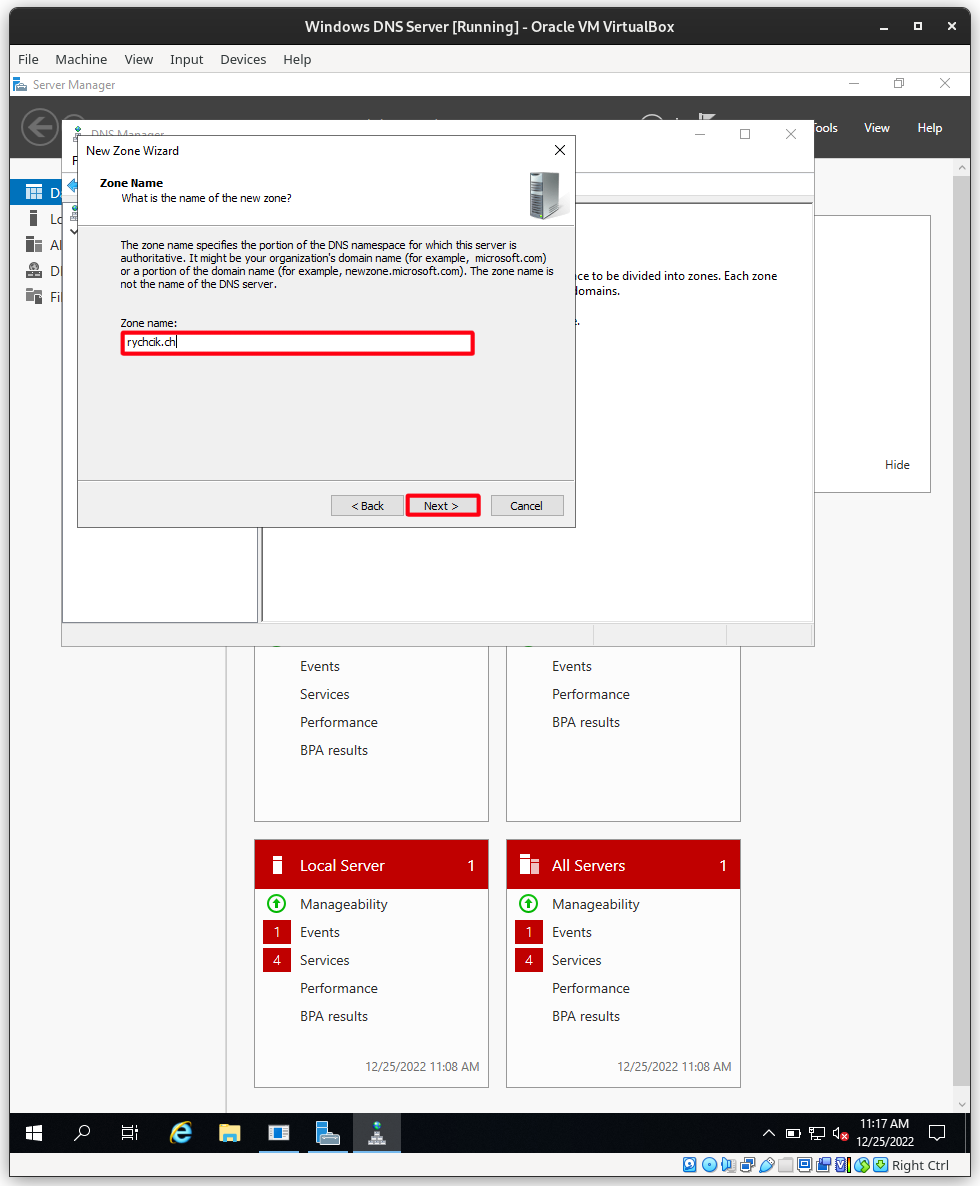 Windows DNS Server [Running] - Oracle VM VirtualBox
File Machine View Input Devices Help
Server Manager
Tools View Help
DNS Manager
New Zone Wizard
Zone Name
What is the name of the new zone?
The zone name specifies the portion of the DNS namespace for which this server is
authoritative. It might be your organization's domain name (for example, microsoft.com)
or a portion of the domain name (for example, newzone.microsoft.com). The zone name is
not the name of the DNS server.
ce to be divided into zones. Each zone
domains.
Zone name:
rychcik.ch
< Back Next > Cancel
Hide
Events
Services
Performance
BPA results
Events
Performance
BPA results
Local Server 1
Manageability
1 Events
4 Services
Performance
BPA results
12/25/2022 11:08 AM
All Servers 1
Manageability
1 Events
4 Services
Performance
BPA results
12/25/2022 11:08 AM
11:17 AM
12/25/2022
Right Ctrl